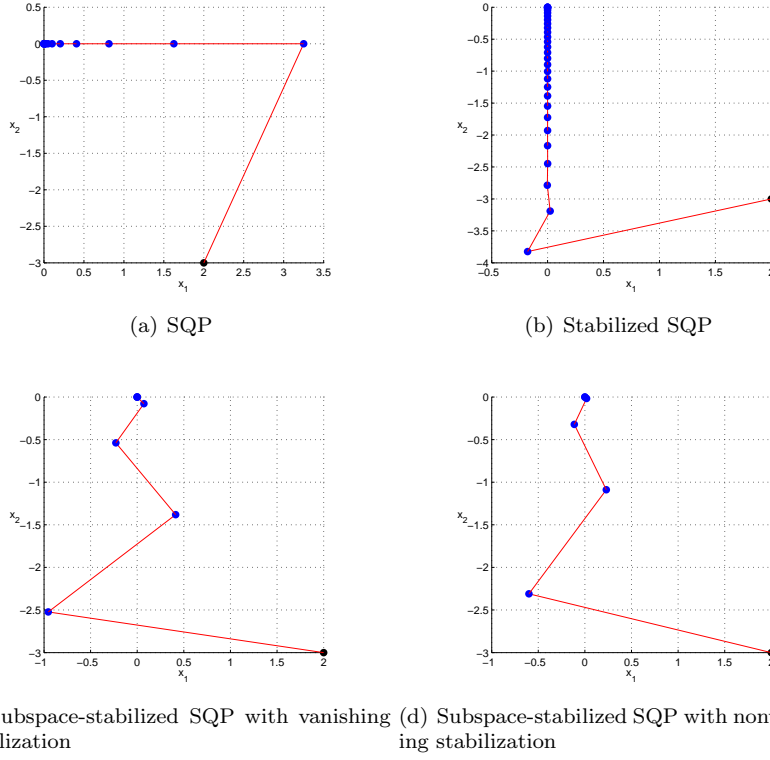 0.5
0
−0.5
−1
−1.5
−2
−2.5
−3
x2
0 0.5 1 1.5 2 2.5 3 3.5
x1
(a) SQP
0
−0.5
−1
−1.5
−2
−2.5
−3
−3.5
−4
x2
−0.5 0 0.5 1 1.5 2
x1
(b) Stabilized SQP
0
−0.5
−1
−1.5
−2
−2.5
−3
x2
−1 −0.5 0 0.5 1 1.5 2
x1
ubspace-stabilized SQP with vanishing
lization
0
−0.5
−1
−1.5
−2
−2.5
−3
x2
−1 −0.5 0 0.5 1 1.5
x1
(d) Subspace-stabilized SQP with non
ing stabilization